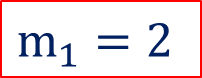 m₁ = 2